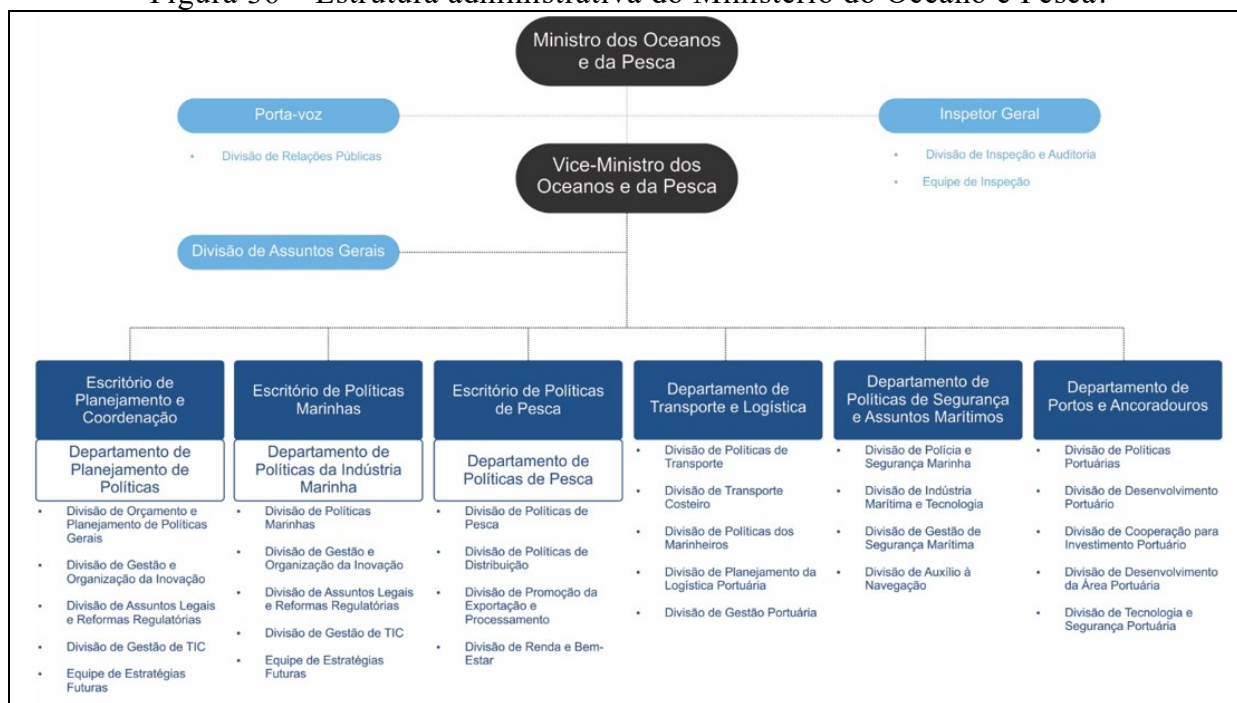 Figura 30 – Estrutura administrativa do Ministério do Oceano e Pesca.
Ministro dos Oceanos
e da Pesca
Porta-voz
Inspetor Geral
• Divisão de Relações Públicas
• Divisão de Inspeção e Auditoria
• Equipe de Inspeção
Vice-Ministro dos
Oceanos e da Pesca
Divisão de Assuntos Gerais
Escritório de
Planejamento e
Coordenação
Departamento de
Planejamento de
Políticas
• Divisão de Orçamento e
Planejamento de Políticas
Gerais
• Divisão de Gestão e
Organização da Inovação
• Divisão de Assuntos Legais
e Reformas Regulatórias
• Divisão de Gestão de TIC
• Equipe de Estratégias
Futuras
Escritório de Políticas
Marinhas
Departamento de
Políticas da Indústria
Marinha
• Divisão de Políticas
Marinhas
• Divisão de Gestão e
Organização da Inovação
• Divisão de Assuntos Legais
e Reformas Regulatórias
• Divisão de Gestão de TIC
• Equipe de Estratégias
Futuras
Escritório de Políticas
de Pesca
Departamento de
Políticas de Pesca
• Divisão de Políticas de
Pesca
• Divisão de Políticas de
Distribuição
• Divisão de Promoção da
Exportação e
Processamento
• Divisão de Renda e Bem-
Estar
Departamento de
Transporte e Logística
• Divisão de Políticas de
Transporte
• Divisão de Transporte
Costeiro
• Divisão de Políticas dos
Marinheiros
• Divisão de Planejamento da
Logística Portuária
• Divisão de Gestão Portuária
Departamento de
Políticas de Segurança
e Assuntos Marítimos
• Divisão de Polícia e
Segurança Marinha
• Divisão de Indústria
Marítima e Tecnologia
• Divisão de Gestão de
Segurança Marítima
• Divisão de Auxílio à
Navegação
Departamento de
Portos e Ancoradouros
• Divisão de Políticas
Portuárias
• Divisão de Desenvolvimento
Portuário
• Divisão de Cooperação para
Investimento Portuário
• Divisão de Desenvolvimento
da Área Portuária
• Divisão de Tecnologia e
Segurança Portuária